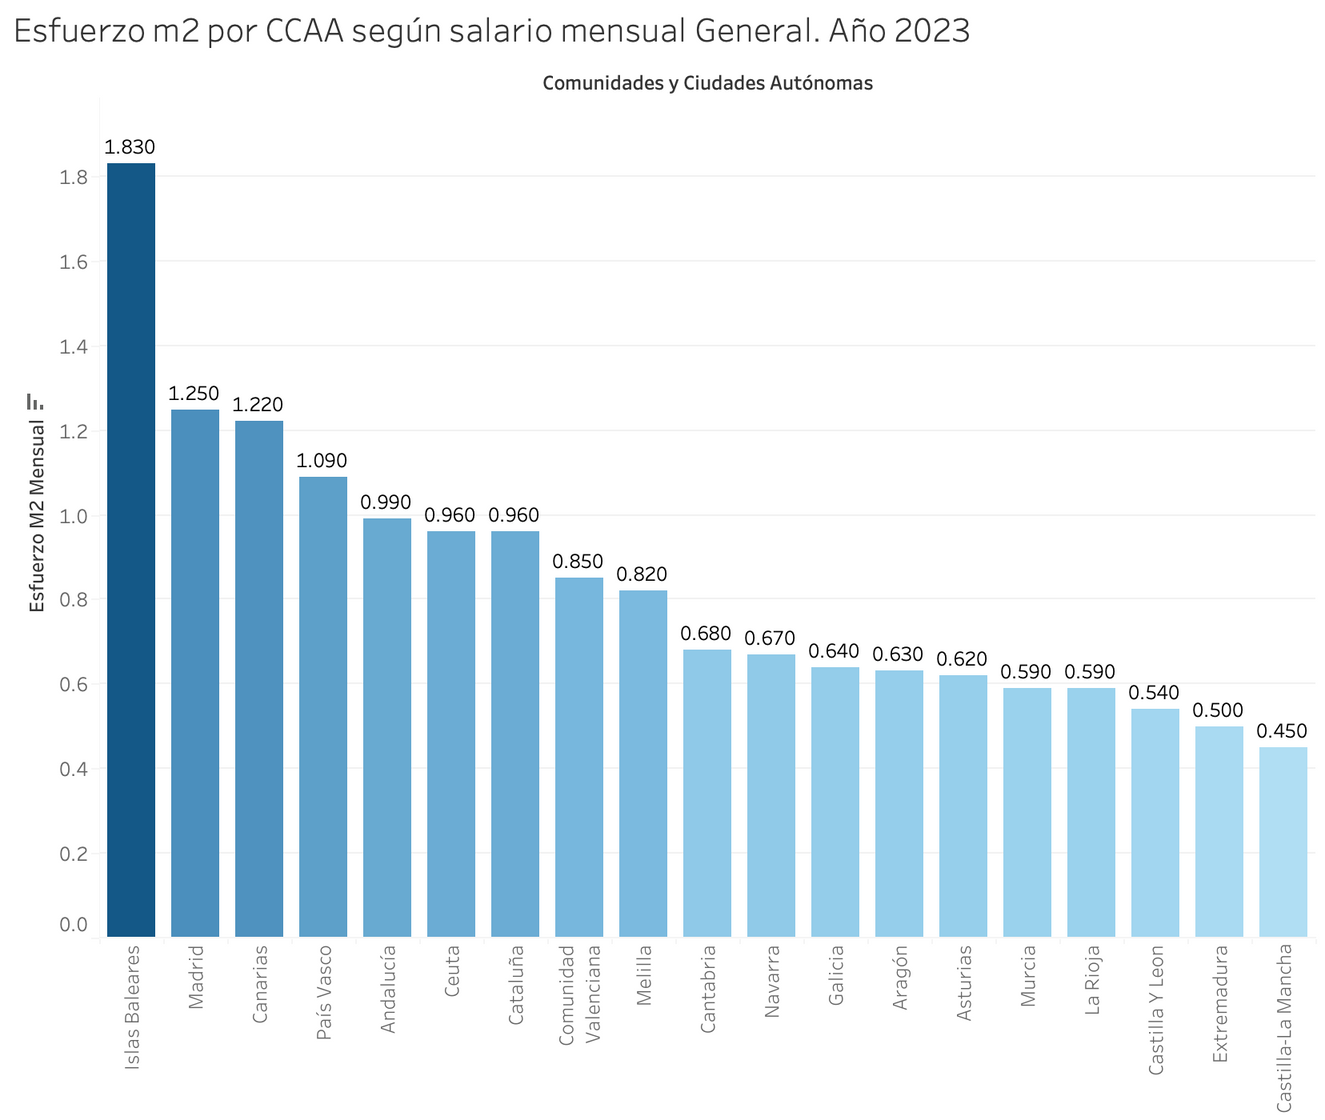 Esfuerzo m2 por CCAA según salario mensual General. Año 2023
Comunidades y Ciudades Autónomas
Esfuerzo M2 Mensual
1.8
1.6
1.4
1.2
1.0
0.8
0.6
0.4
0.2
0.0
1.830
1.250
1.220
1.090
0.990
0.960
0.960
0.850
0.820
0.680
0.670
0.640
0.630
0.620
0.590
0.590
0.540
0.500
0.450
Islas Baleares
Madrid
Canarias
País Vasco
Andalucía
Ceuta
Cataluña
Comunidad
Valenciana
Melilla
Cantabria
Navarra
Galicia
Aragón
Asturias
Murcia
La Rioja
Castilla Y Leon
Extremadura
Castilla-La Mancha